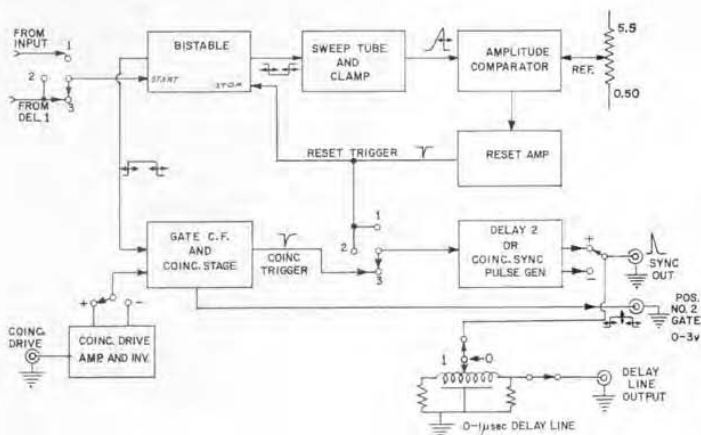 FROM
INPUT
1
2
FROM
DEL. 1
3
BISTABLE
START
STOP
SWEEP TUBE
AND
CLAMP
AMPLITUDE
COMPARATOR
REF.
5.5
0.50
RESET TRIGGER
RESET AMP
GATE C.F.
AND
COINC. STAGE
COINC
TRIGGER
1
2
3
DELAY 2
OR
COINC. SYNC
PULSE GEN
+
-
SYNC
OUT
POS.
NO. 2
GATE
0-3v
+
-
COINC.
DRIVE
COINC. DRIVE
AMP. AND INV.
1
0
DELAY
LINE
OUTPUT
0-1μsec DELAY LINE